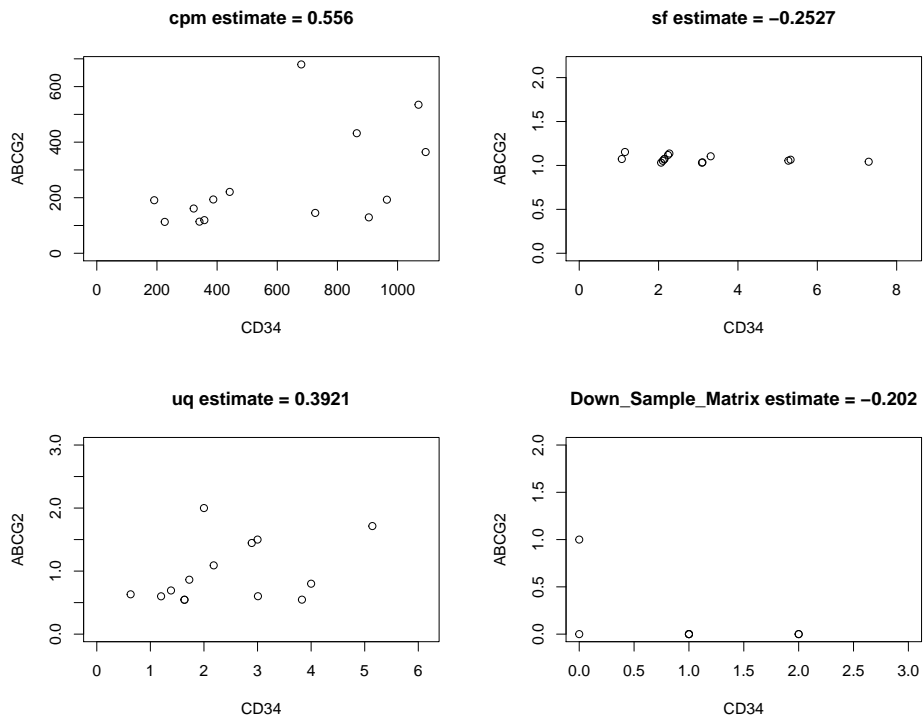 cpm estimate = 0.556
ABCG2
600
400
200
0
0 200 400 600 800 1000
CD34
sf estimate = −0.2527
ABCG2
2.0
1.5
1.0
0.5
0.0
0 2 4 6 8
CD34
uq estimate = 0.3921
ABCG2
3.0
2.0
1.0
0.0
0 1 2 3 4 5 6
CD34
Down_Sample_Matrix estimate = −0.202
ABCG2
2.0
1.5
1.0
0.5
0.0
0.0 0.5 1.0 1.5 2.0 2.5 3.0
CD34